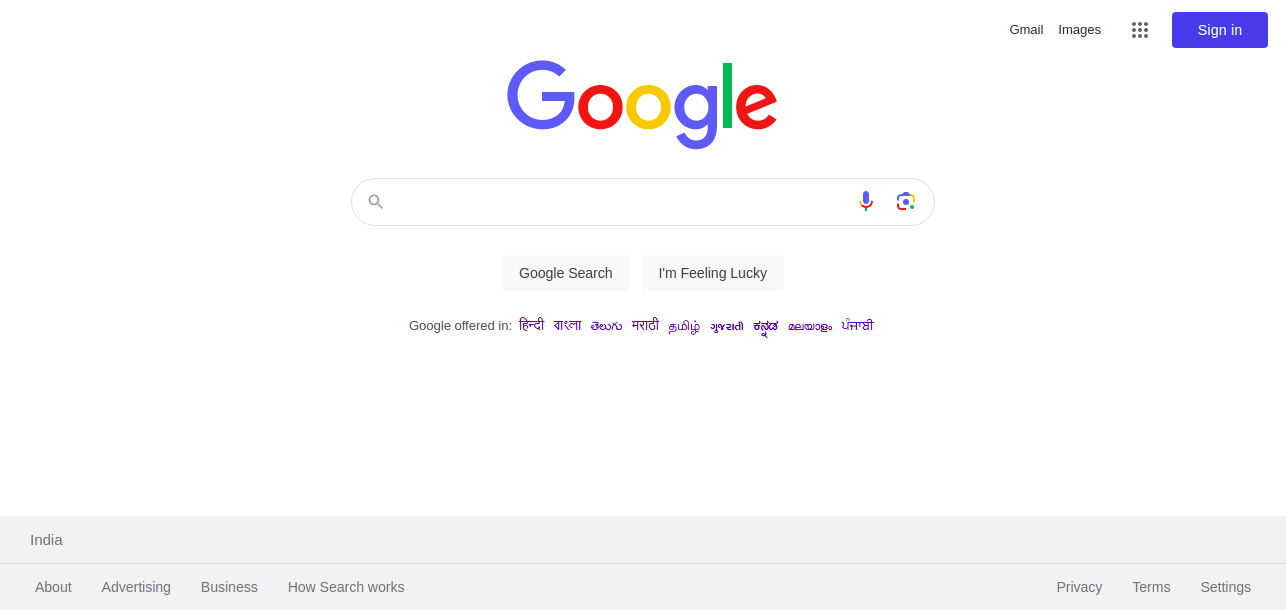 Gmail Images Sign in
Google
Google Search I'm Feeling Lucky
Google offered in: हिन्दी বাংলা తెలుగు मराठी தமிழ் ગુજરાતી ಕನ್ನಡ മലയാളം ਪੰਜਾਬੀ
India
About Advertising Business How Search works Privacy Terms Settings